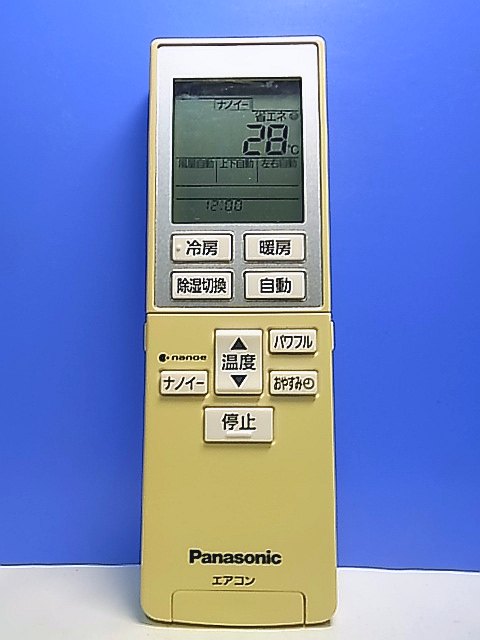 ナノイー
省エネ
28℃
風量自動 上下自動 左右自動
12:00
冷房 暖房
除湿切換 自動
パワフル
温度
nanoe
ナノイー おやすみ
停止
Panasonic
エアコン